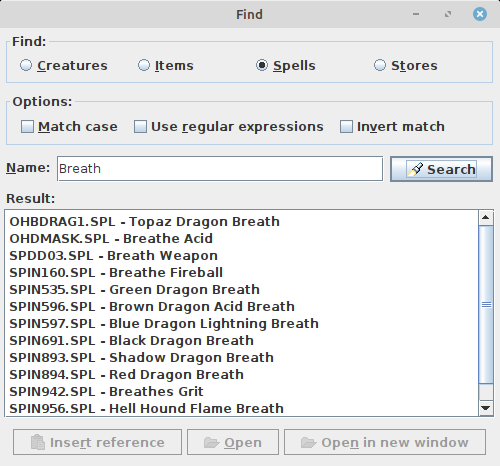 Find
Find:
Creatures Items Spells Stores
Options:
Match case Use regular expressions Invert match
Name: Breath Search
Result:
OHBDRAG1.SPL - Topaz Dragon Breath
OHDMASK.SPL - Breathe Acid
SPDD03.SPL - Breath Weapon
SPIN160.SPL - Breathe Fireball
SPIN535.SPL - Green Dragon Breath
SPIN596.SPL - Brown Dragon Acid Breath
SPIN597.SPL - Blue Dragon Lightning Breath
SPIN691.SPL - Black Dragon Breath
SPIN893.SPL - Shadow Dragon Breath
SPIN894.SPL - Red Dragon Breath
SPIN942.SPL - Breathes Grit
SPIN956.SPL - Hell Hound Flame Breath
Insert reference Open Open in new window